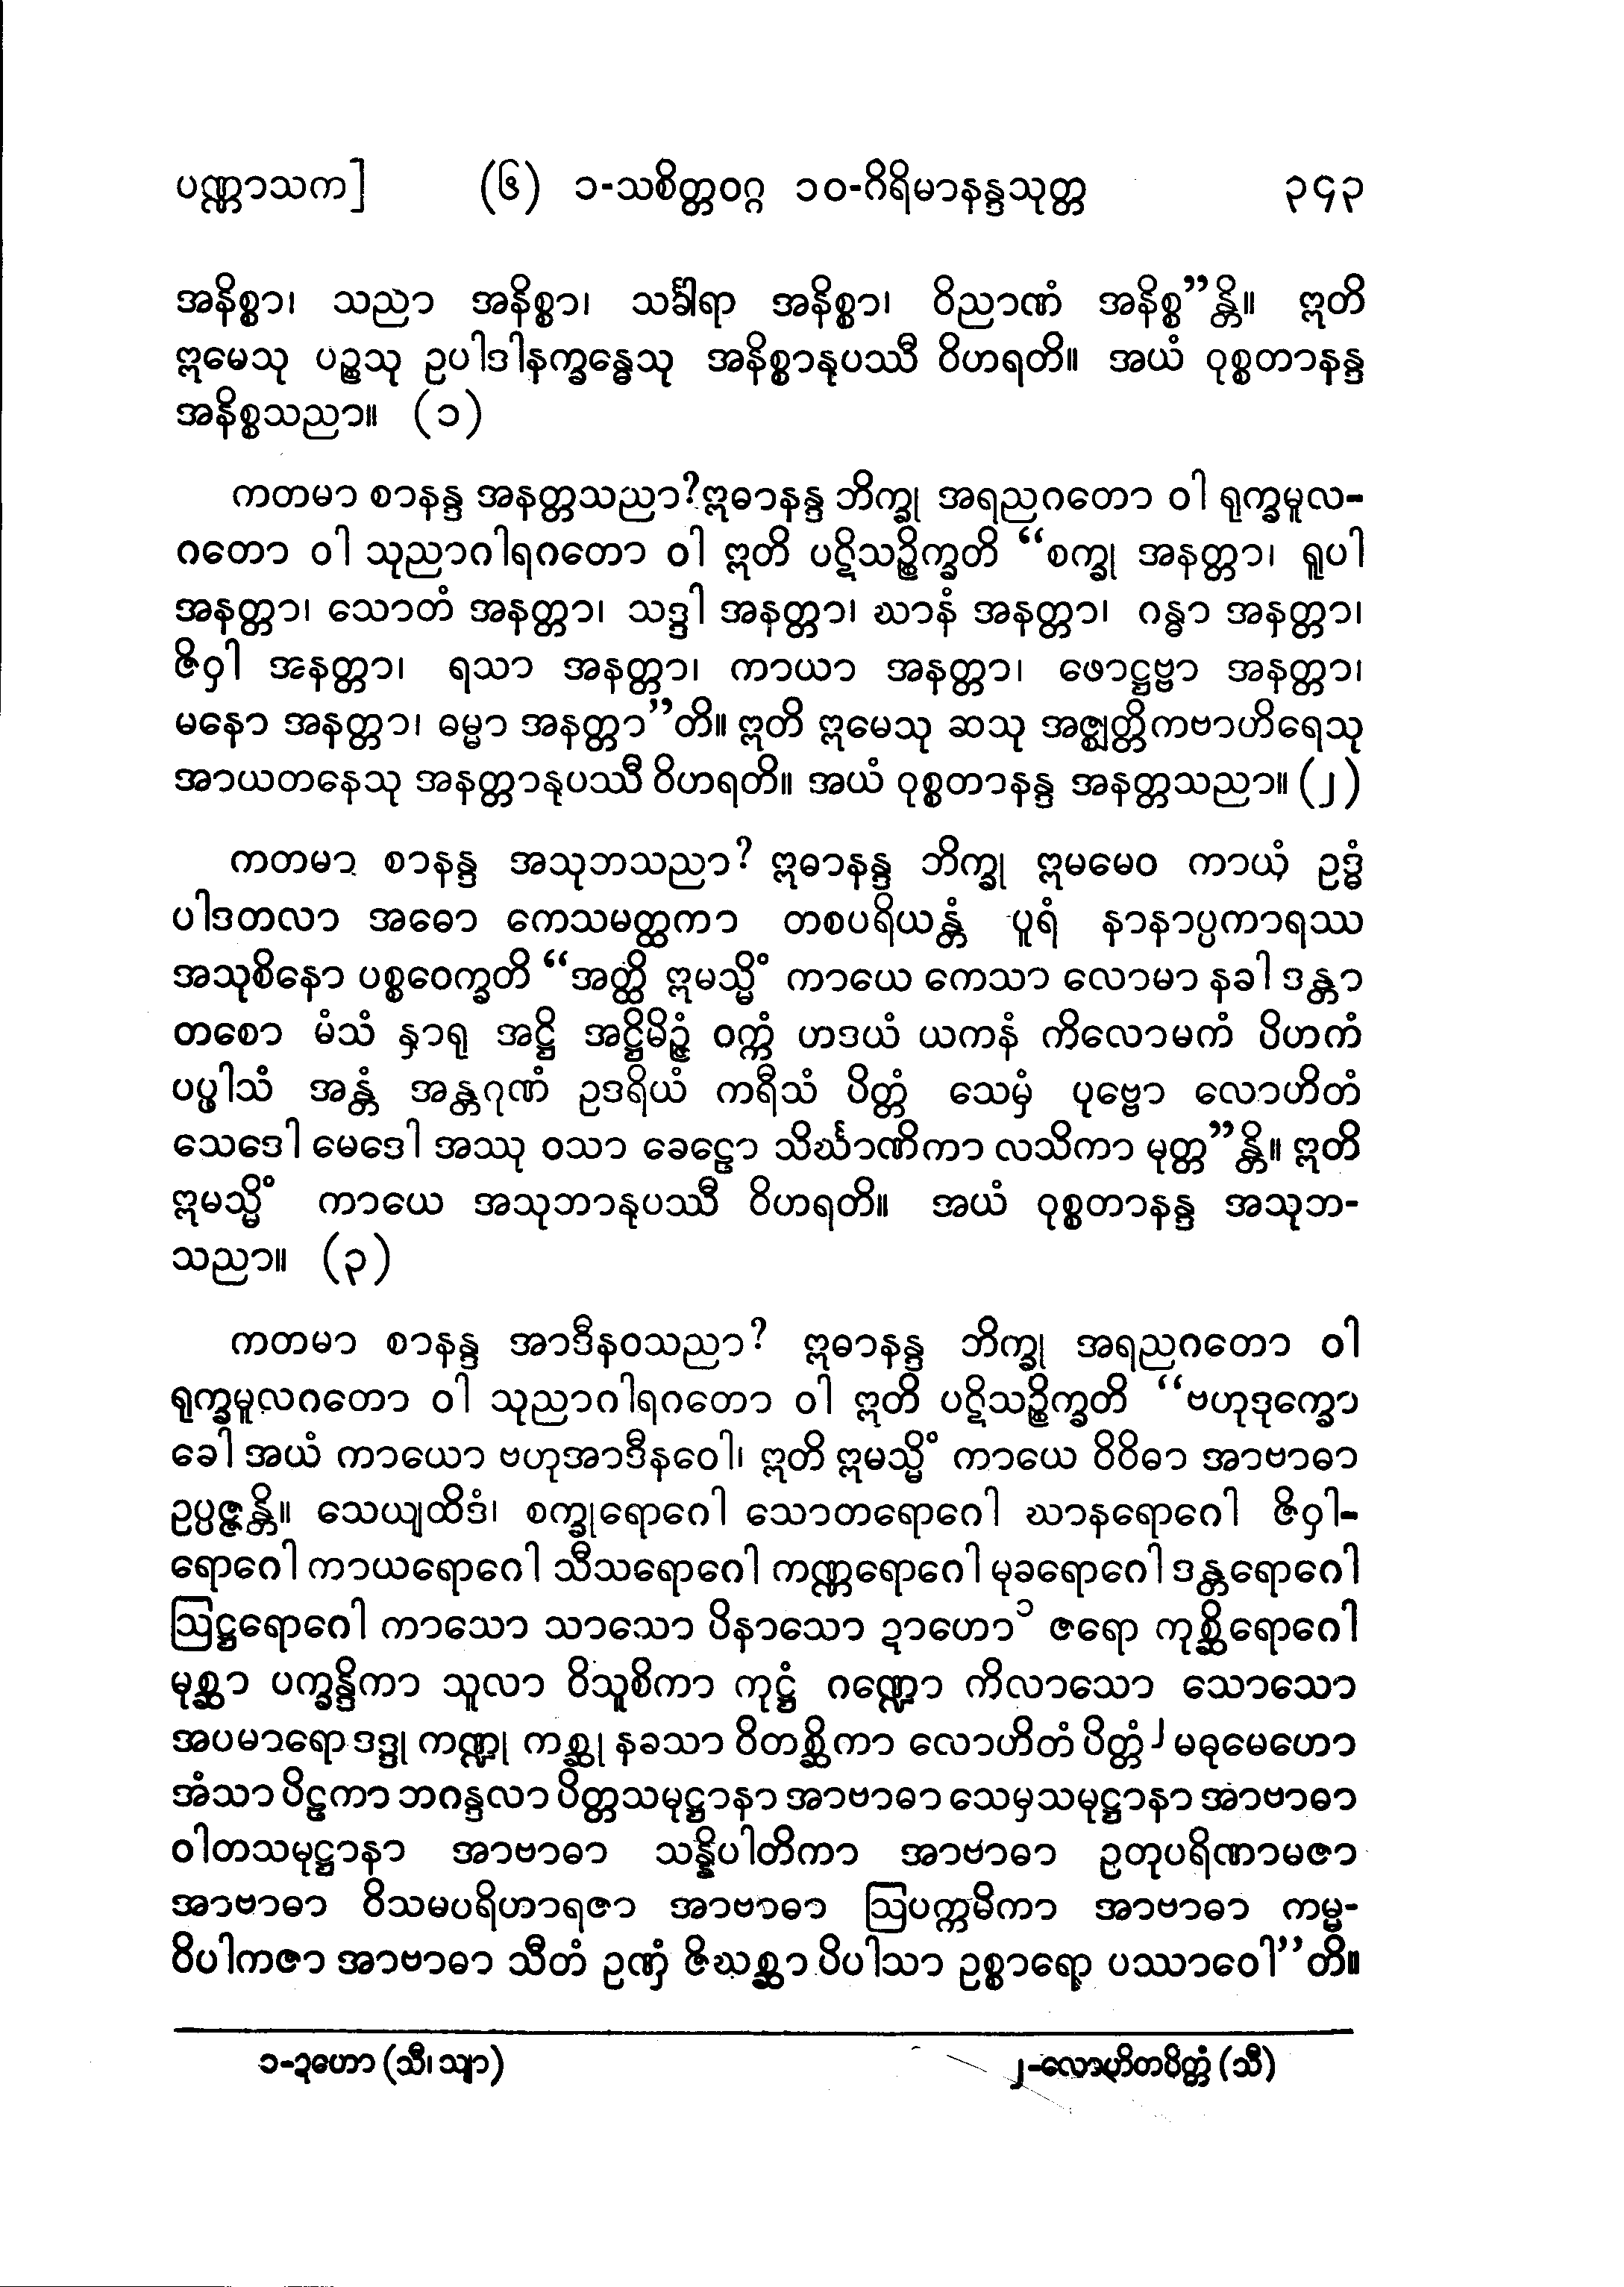 ပဏ္ဏာသက] (၆) ၁-သစိတ္တဝဂ္ဂ ၁၀-ဂိရိမာနန္ဒသုတ္တ ၃၄၃
အနိစ္စာ၊ သညာ အနိစ္စာ၊ သင်္ခါရာ အနိစ္စာ၊ ဝိညာဏံ အနိစ္စ”န္တိ။ ဣတိ
ဣမေသု ပဉ္စသု ဥပါဒါနက္ခန္ဓေသု အနိစ္စာနုပဿီ ဝိဟရတိ။ အယံ ဝုစ္စတာနန္ဒ
အနိစ္စသညာ။ (၁)
ကတမာ စာနန္ဒ အနတ္တသညာ?ဣဓာနန္ဒ ဘိက္ခု အရညဂတော ဝါ ရုက္ခမူလ-
ဂတော ဝါ သုညာဂါရဂတော ဝါ ဣတိ ပဋိသဉ္စိက္ခတိ “စက္ခု အနတ္တာ၊ ရူပါ
အနတ္တာ၊ သောတံ အနတ္တာ၊ သဒ္ဒါ အနတ္တာ၊ ဃာနံ အနတ္တာ၊ ဂန္ဓာ အနတ္တာ၊
ဇိဝှါ အနတ္တာ၊ ရသာ အနတ္တာ၊ ကာယာ အနတ္တာ၊ ဖောဋ္ဌဗ္ဗာ အနတ္တာ၊
မနော အနတ္တာ၊ ဓမ္မာ အနတ္တာ”တိ။ ဣတိ ဣမေသု ဆသု အဇ္ဈတ္တိကဗာဟိရေသု
အာယတနေသု အနတ္တာနုပဿီ ဝိဟရတိ။ အယံ ဝုစ္စတာနန္ဒ အနတ္တသညာ။ (၂)
ကတမာ စာနန္ဒ အသုဘသညာ? ဣဓာနန္ဒ ဘိက္ခု ဣမမေဝ ကာယံ ဥဒ္ဓံ
ပါဒတလာ အဓော ကေသမတ္ထကာ တစပရိယန္တံ ပူရံ နာနာပ္ပကာရဿ
အသုစိနော ပစ္စဝေက္ခတိ “အတ္ထိ ဣမသ္မိံ ကာယေ ကေသာ လောမာ နခါ ဒန္တာ
တစော မံသံ နှာရု အဋ္ဌိ အဋ္ဌိမိဉ္ဇံ ဝက္ကံ ဟဒယံ ယကနံ ကိလောမကံ ပိဟကံ
ပပ္ဖါသံ အန္တံ အန္တဂုဏံ ဥဒရိယံ ကရီသံ ပိတ္တံ သေမှံ ပုဗ္ဗော လောဟိတံ
သေဒေါ မေဒေါ အဿု ဝသာ ခေဠော သိင်္ဃာဏိကာ လသိကာ မုတ္တ”န္တိ။ ဣတိ
ဣမသ္မိံ ကာယေ အသုဘာနုပဿီ ဝိဟရတိ။ အယံ ဝုစ္စတာနန္ဒ အသုဘ-
သညာ။ (၃)
ကတမာ စာနန္ဒ အာဒီနဝသညာ? ဣဓာနန္ဒ ဘိက္ခု အရညဂတော ဝါ
ရုက္ခမူလဂတော ဝါ သုညာဂါရဂတော ဝါ ဣတိ ပဋိသဉ္စိက္ခတိ “ဗဟုဒုက္ခော
ခေါ အယံ ကာယော ဗဟုအာဒီနဝေါ၊ ဣတိ ဣမသ္မိံ ကာယေ ဝိဝိဓာ အာဗာဓာ
ဥပ္ပဇ္ဇန္တိ။ သေယျထိဒံ၊ စက္ခုရောဂေါ သောတရောဂေါ ဃာနရောဂေါ ဇိဝှါ-
ရောဂေါ ကာယရောဂေါ သီသရောဂေါ ကဏ္ဏရောဂေါ မုခရောဂေါ ဒန္တရောဂေါ
ဩဋ္ဌရောဂေါ ကာသော သာသော ပိနာသော ဍာဟော၁ ဇရော ကုစ္ဆိရောဂေါ
မုစ္ဆာ ပက္ခန္ဒိကာ သူလာ ဝိသူစိကာ ကုဋ္ဌံ ဂဏ္ဍော ကိလာသော သောသော
အပမာရော ဒဒ္ဒု ကဏ္ဍု ကစ္ဆု နခသာ ဝိတစ္ဆိကာ လောဟိတံ ပိတ္တံ၂ မဓုမေဟော
အံသာ ပိဠကာ ဘဂန္ဒလာ ပိတ္တသမုဋ္ဌာနာ အာဗာဓာ သေမှသမုဋ္ဌာနာ အာဗာဓာ
ဝါတသမုဋ္ဌာနာ အာဗာဓာ သန္နိပါတိကာ အာဗာဓာ ဥတုပရိဏာမဇာ
အာဗာဓာ ဝိသမပရိဟာရဇာ အာဗာဓာ ဩပက္ကမိကာ အာဗာဓာ ကမ္မ-
ဝိပါကဇာ အာဗာဓာ သီတံ ဥဏှံ ဇိဃစ္ဆာ ပိပါသာ ဥစ္စာရော ပဿာဝေါ”တိ။
၁-ဍဟော (သီ၊ သျာ) ၂-လောဟိတပိတ္တံ (သီ)